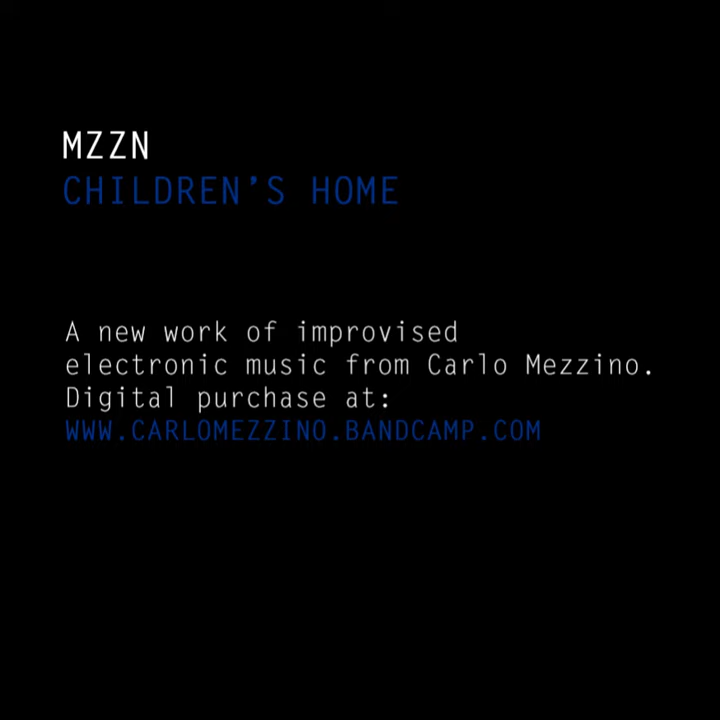 MZZN
CHILDREN'S HOME
A new work of improvised
electronic music from Carlo Mezzino.
Digital purchase at:
WWW.CARLOMEZZINO.BANDCAMP.COM